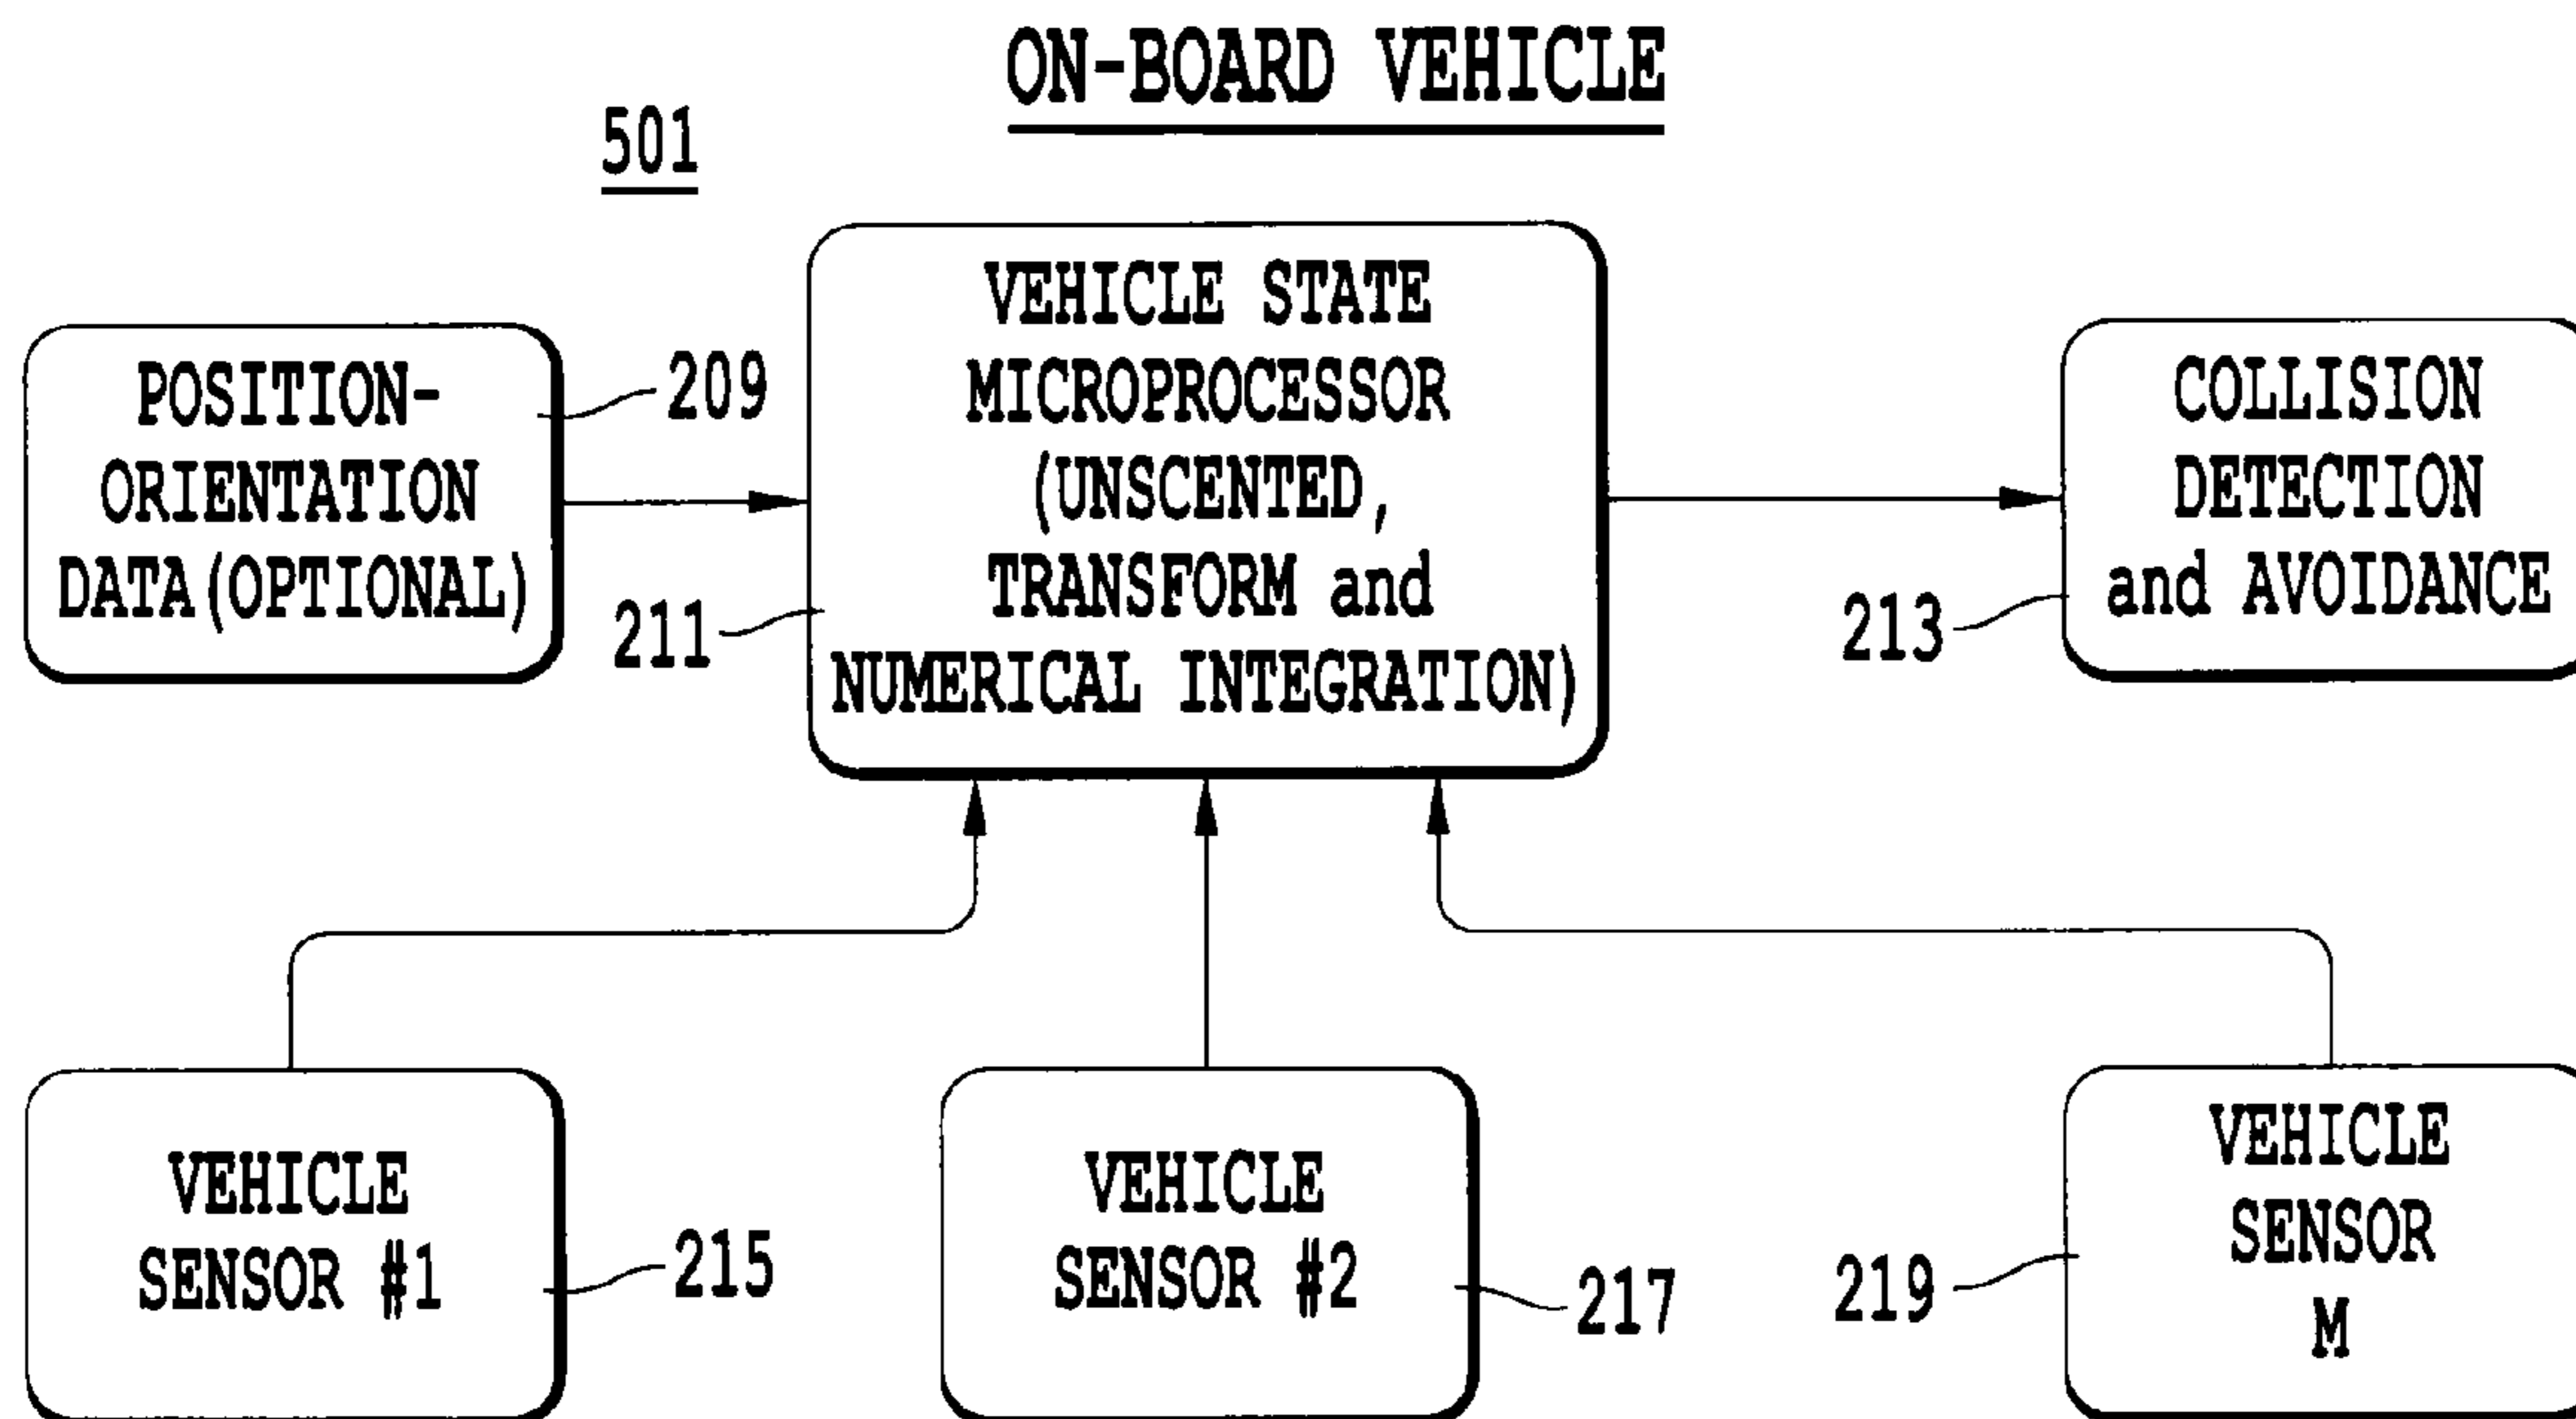 ON-BOARD VEHICLE
501
POSITION-
ORIENTATION
DATA(OPTIONAL)
209
VEHICLE STATE
MICROPROCESSOR
(UNSCENTED,
TRANSFORM and
NUMERICAL INTEGRATION)
211
COLLISION
DETECTION
and AVOIDANCE
213
VEHICLE
SENSOR #1
215
VEHICLE
SENSOR #2
217
VEHICLE
SENSOR
M
219